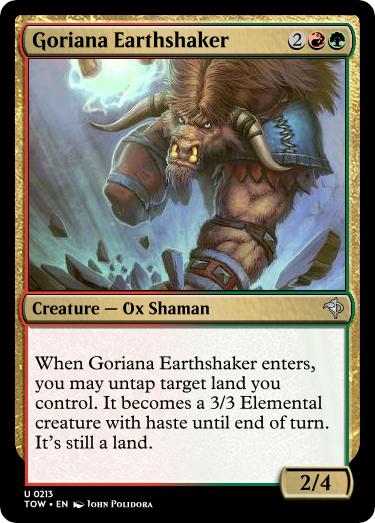 Goriana Earthshaker 2
Creature — Ox Shaman
When Goriana Earthshaker enters,
you may untap target land you
control. It becomes a 3/3 Elemental
creature with haste until end of turn.
It's still a land.
2/4
U 0213
TOW • EN John Polidora